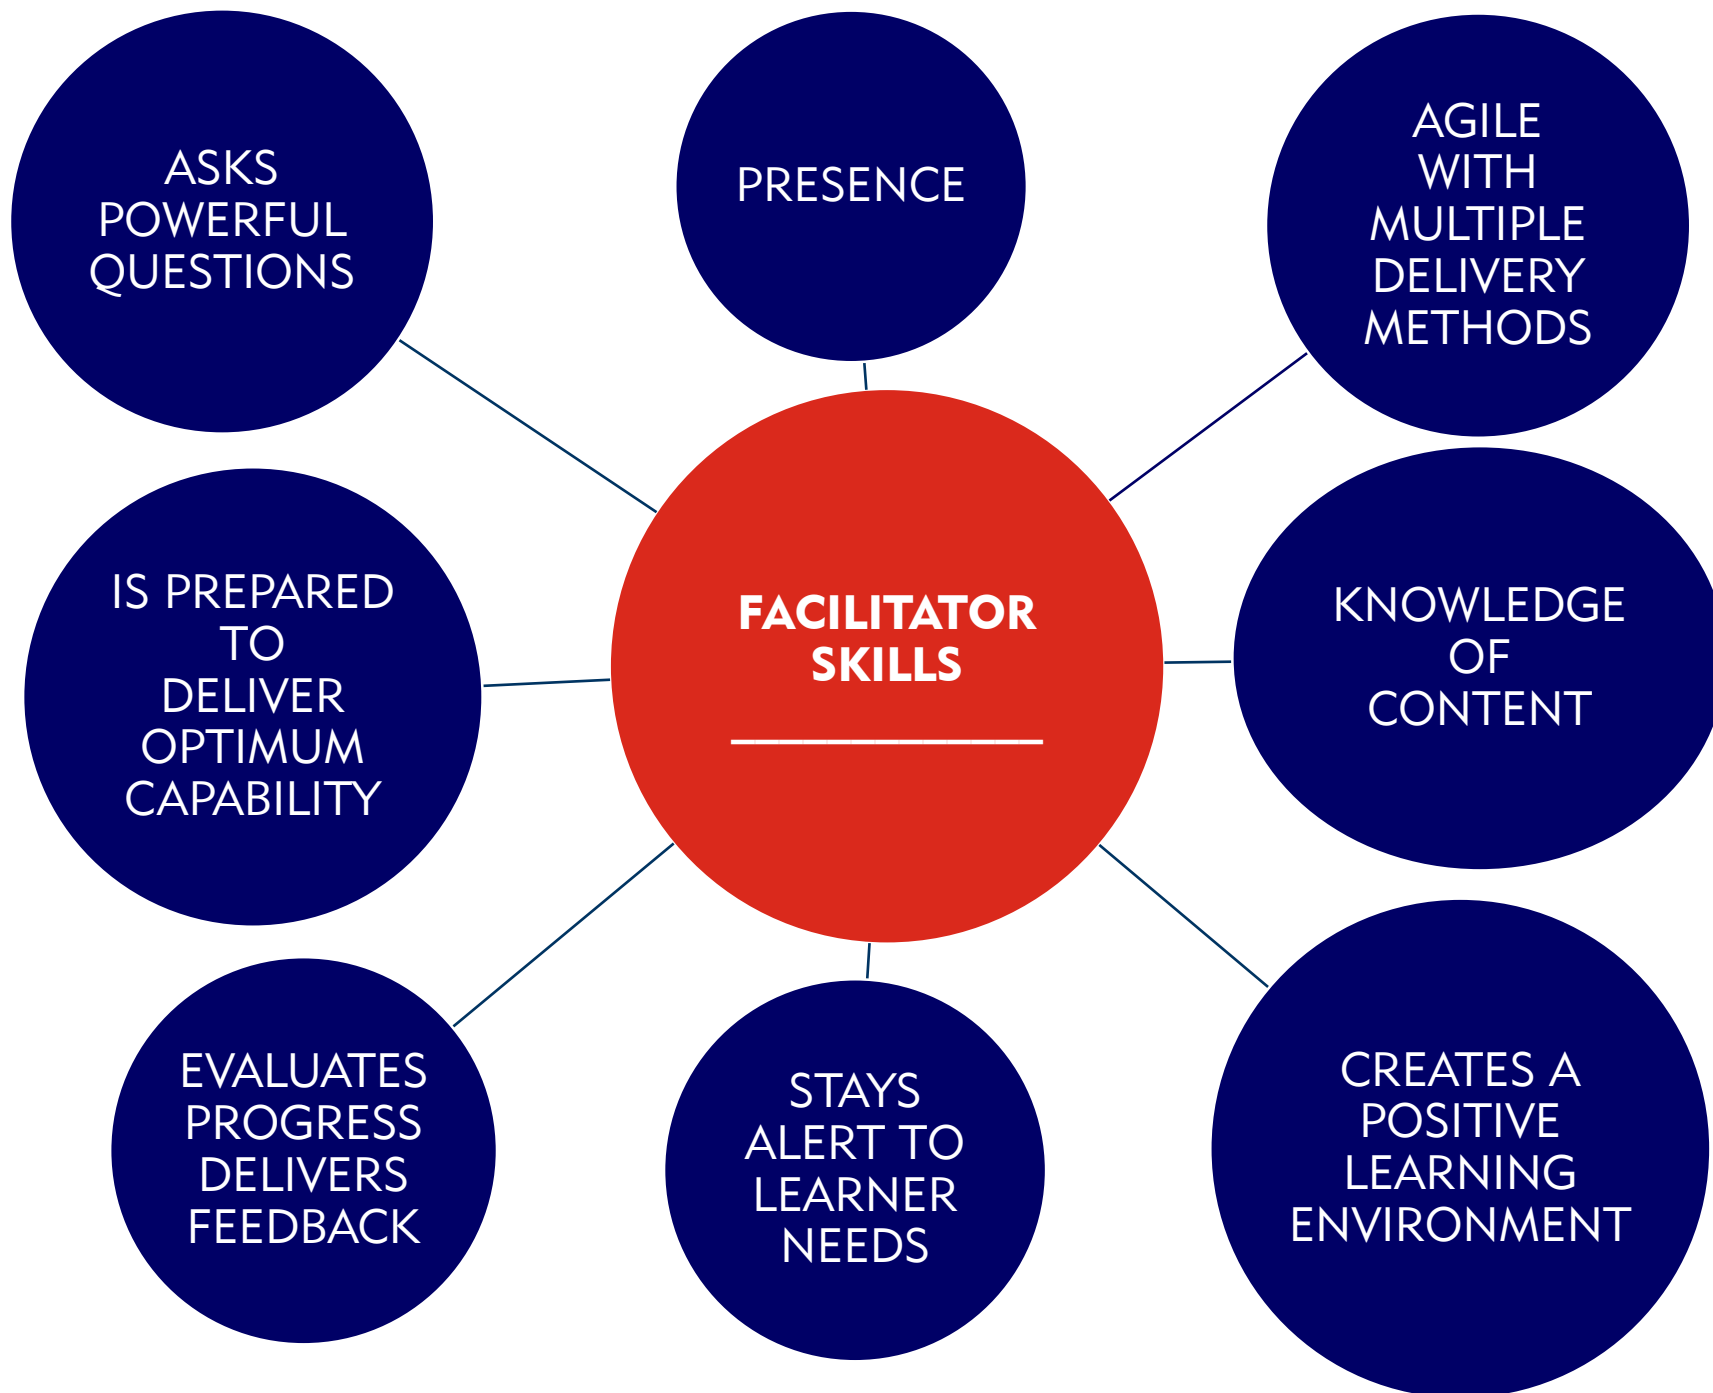 ASKS
POWERFUL
QUESTIONS
PRESENCE
AGILE
WITH
MULTIPLE
DELIVERY
METHODS
IS PREPARED
TO
DELIVER
OPTIMUM
CAPABILITY
FACILITATOR
SKILLS
_____________
KNOWLEDGE
OF
CONTENT
EVALUATES
PROGRESS
DELIVERS
FEEDBACK
STAYS
ALERT TO
LEARNER
NEEDS
CREATES A
POSITIVE
LEARNING
ENVIRONMENT